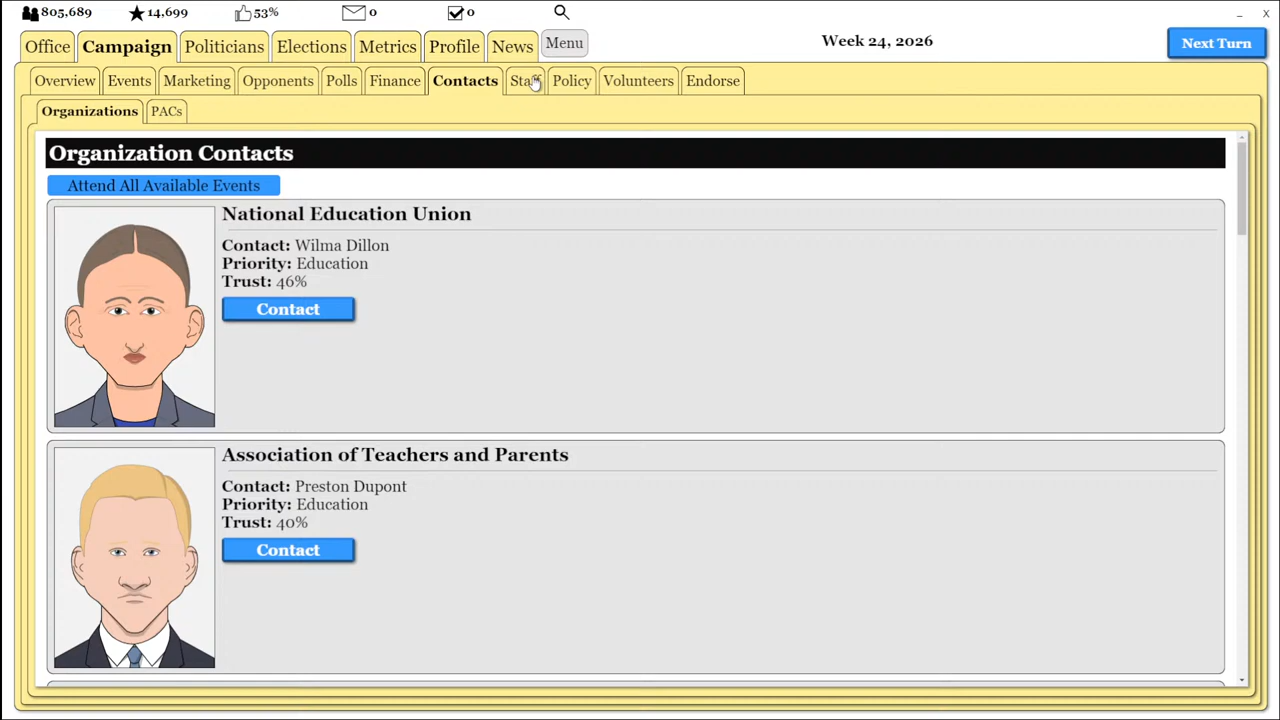 805,689 14,699 53% 0 0
Office Campaign Politicians Elections Metrics Profile News Menu Week 24, 2026 Next Turn
Overview Events Marketing Opponents Polls Finance Contacts Staff Policy Volunteers Endorse
Organizations PACs
Organization Contacts
Attend All Available Events
National Education Union
Contact: Wilma Dillon
Priority: Education
Trust: 46%
Contact
Association of Teachers and Parents
Contact: Preston Dupont
Priority: Education
Trust: 40%
Contact